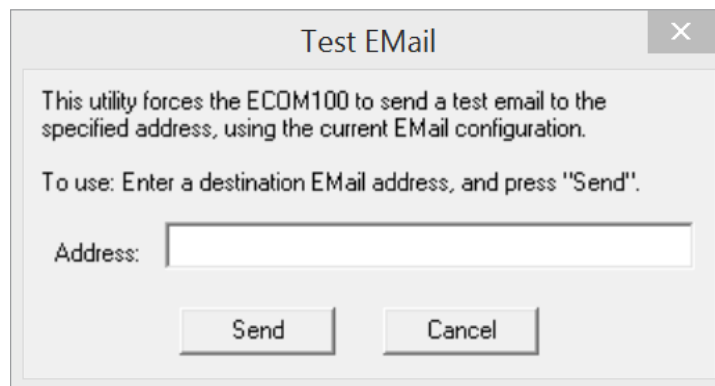 Test EMail
This utility forces the ECOM100 to send a test email to the
specified address, using the current EMail configuration.
To use: Enter a destination EMail address, and press "Send".
Address:
Send
Cancel